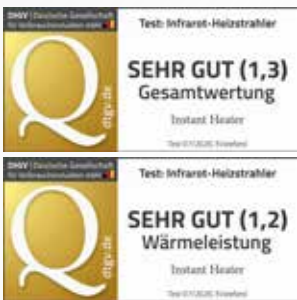 DtGV | Deutsche Gesellschaft
für Verbraucherstudien mbH
Q
dtgv.de
Test: Infrarot-Heizstrahler
SEHR GUT (1,3)
Gesamtwertung
Instant Heater
DtGV | Deutsche Gesellschaft
für Verbraucherstudien mbH
Q
dtgv.de
Test: Infrarot-Heizstrahler
SEHR GUT (1,2)
Wärmeleistung
Instant Heater